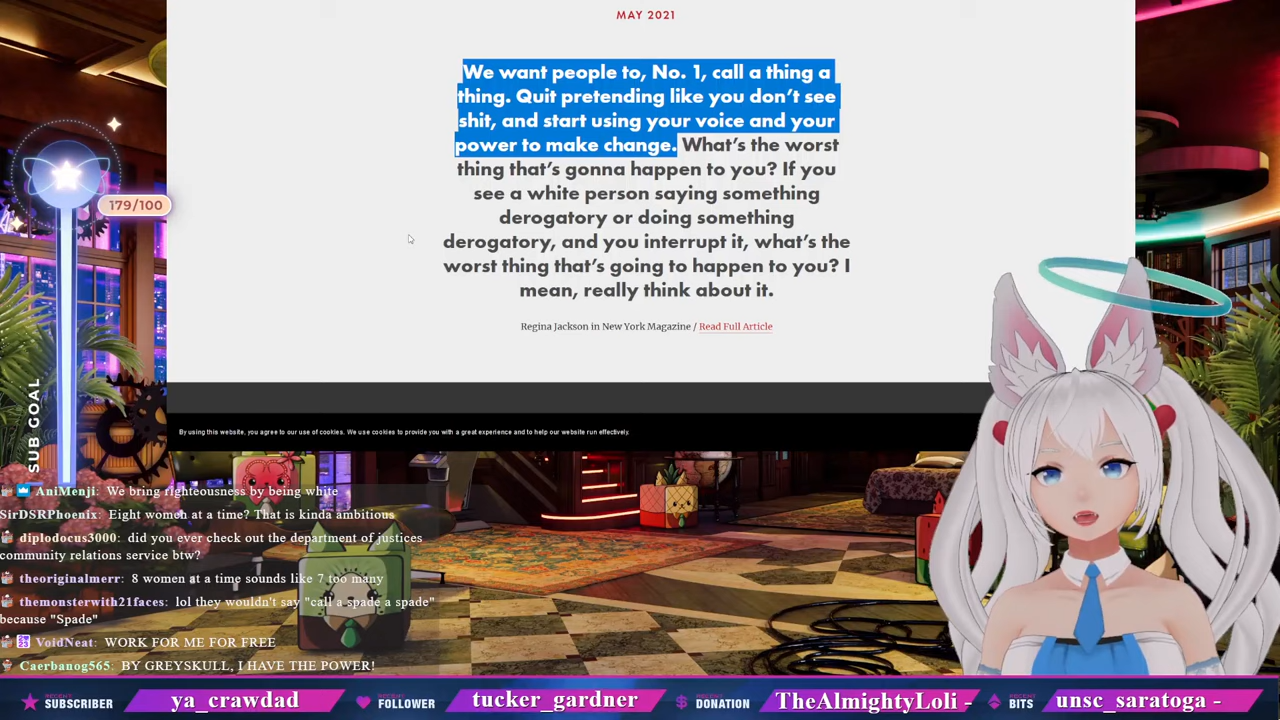 MAY 2021
We want people to, No. 1, call a thing a
thing. Quit pretending like you don’t see
shit, and start using your voice and your
power to make change. What’s the worst
thing that’s gonna happen to you? If you
see a white person saying something
derogatory or doing something
derogatory, and you interrupt it, what’s the
worst thing that’s going to happen to you? I
mean, really think about it.
Regina Jackson in New York Magazine / Read Full Article
By using this website, you agree to our use of cookies. We use cookies to provide you with a great experience and to help our website run effectively.
179/100
SUB GOAL
AniMenji: We bring righteousness by being white
SirDSRPhoenix: Eight women at a time? That is kinda ambitious
diplodocus3000: did you ever check out the department of justices
community relations service btw?
theoriginalmerr: 8 women at a time sounds like 7 too many
themonsterwith21faces: lol they wouldn't say "call a spade a spade"
because "Spade"
VoidNeat: WORK FOR ME FOR FREE
Caerbanog565: BY GREYSKULL, I HAVE THE POWER!
RECENT
SUBSCRIBER
ya_crawdad
RECENT
FOLLOWER
tucker_gardner
RECENT
DONATION
TheAlmightyLoli -
RECENT
BITS
unsc_saratoga -